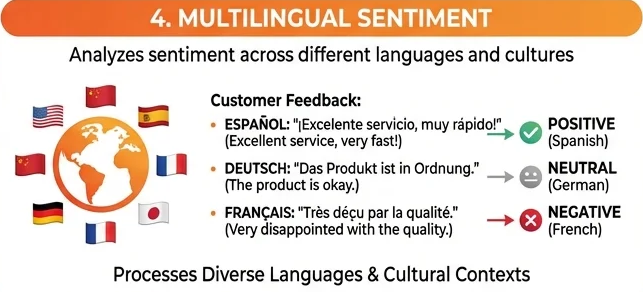 4. MULTILINGUAL SENTIMENT
Analyzes sentiment across different languages and cultures
Customer Feedback:
• ESPAÑOL: "¡Excelente servicio, muy rápido!"
(Excellent service, very fast!)
POSITIVE
(Spanish)
• DEUTSCH: "Das Produkt ist in Ordnung."
(The product is okay.)
NEUTRAL
(German)
• FRANÇAIS: "Très déçu par la qualité."
(Very disappointed with the quality.)
NEGATIVE
(French)
Processes Diverse Languages & Cultural Contexts